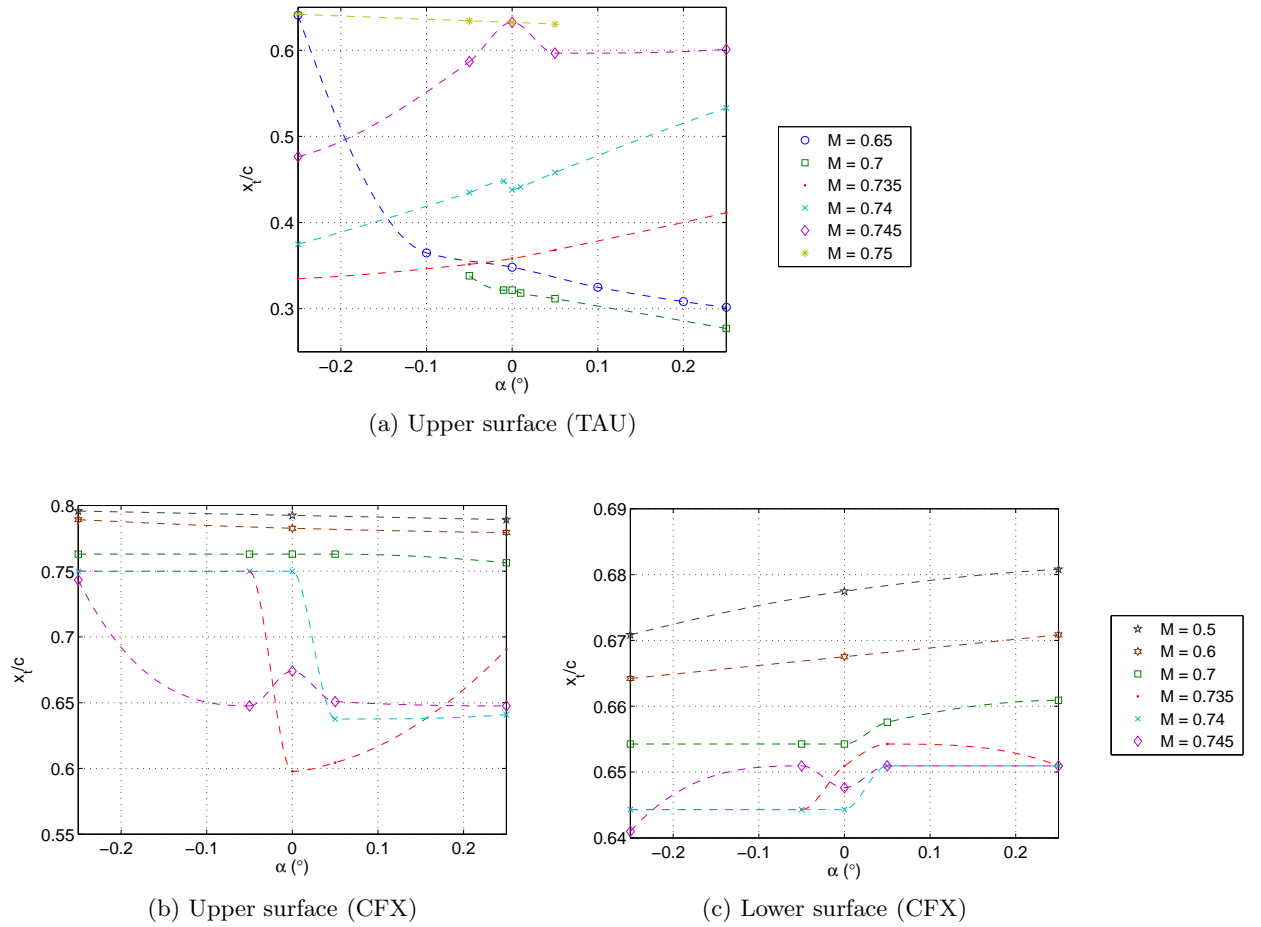 0.6
0.5
0.4
0.3
x_t/c
−0.2
−0.1
0
0.1
0.2
α (°)
M = 0.65
M = 0.7
M = 0.735
M = 0.74
M = 0.745
M = 0.75
(a) Upper surface (TAU)
0.8
0.75
0.7
0.65
0.6
0.55
x_t/c
−0.2
−0.1
0
0.1
0.2
α (°)
(b) Upper surface (CFX)
0.69
0.68
0.67
0.66
0.65
0.64
x_t/c
−0.2
−0.1
0
0.1
0.2
α (°)
(c) Lower surface (CFX)
M = 0.5
M = 0.6
M = 0.7
M = 0.735
M = 0.74
M = 0.745